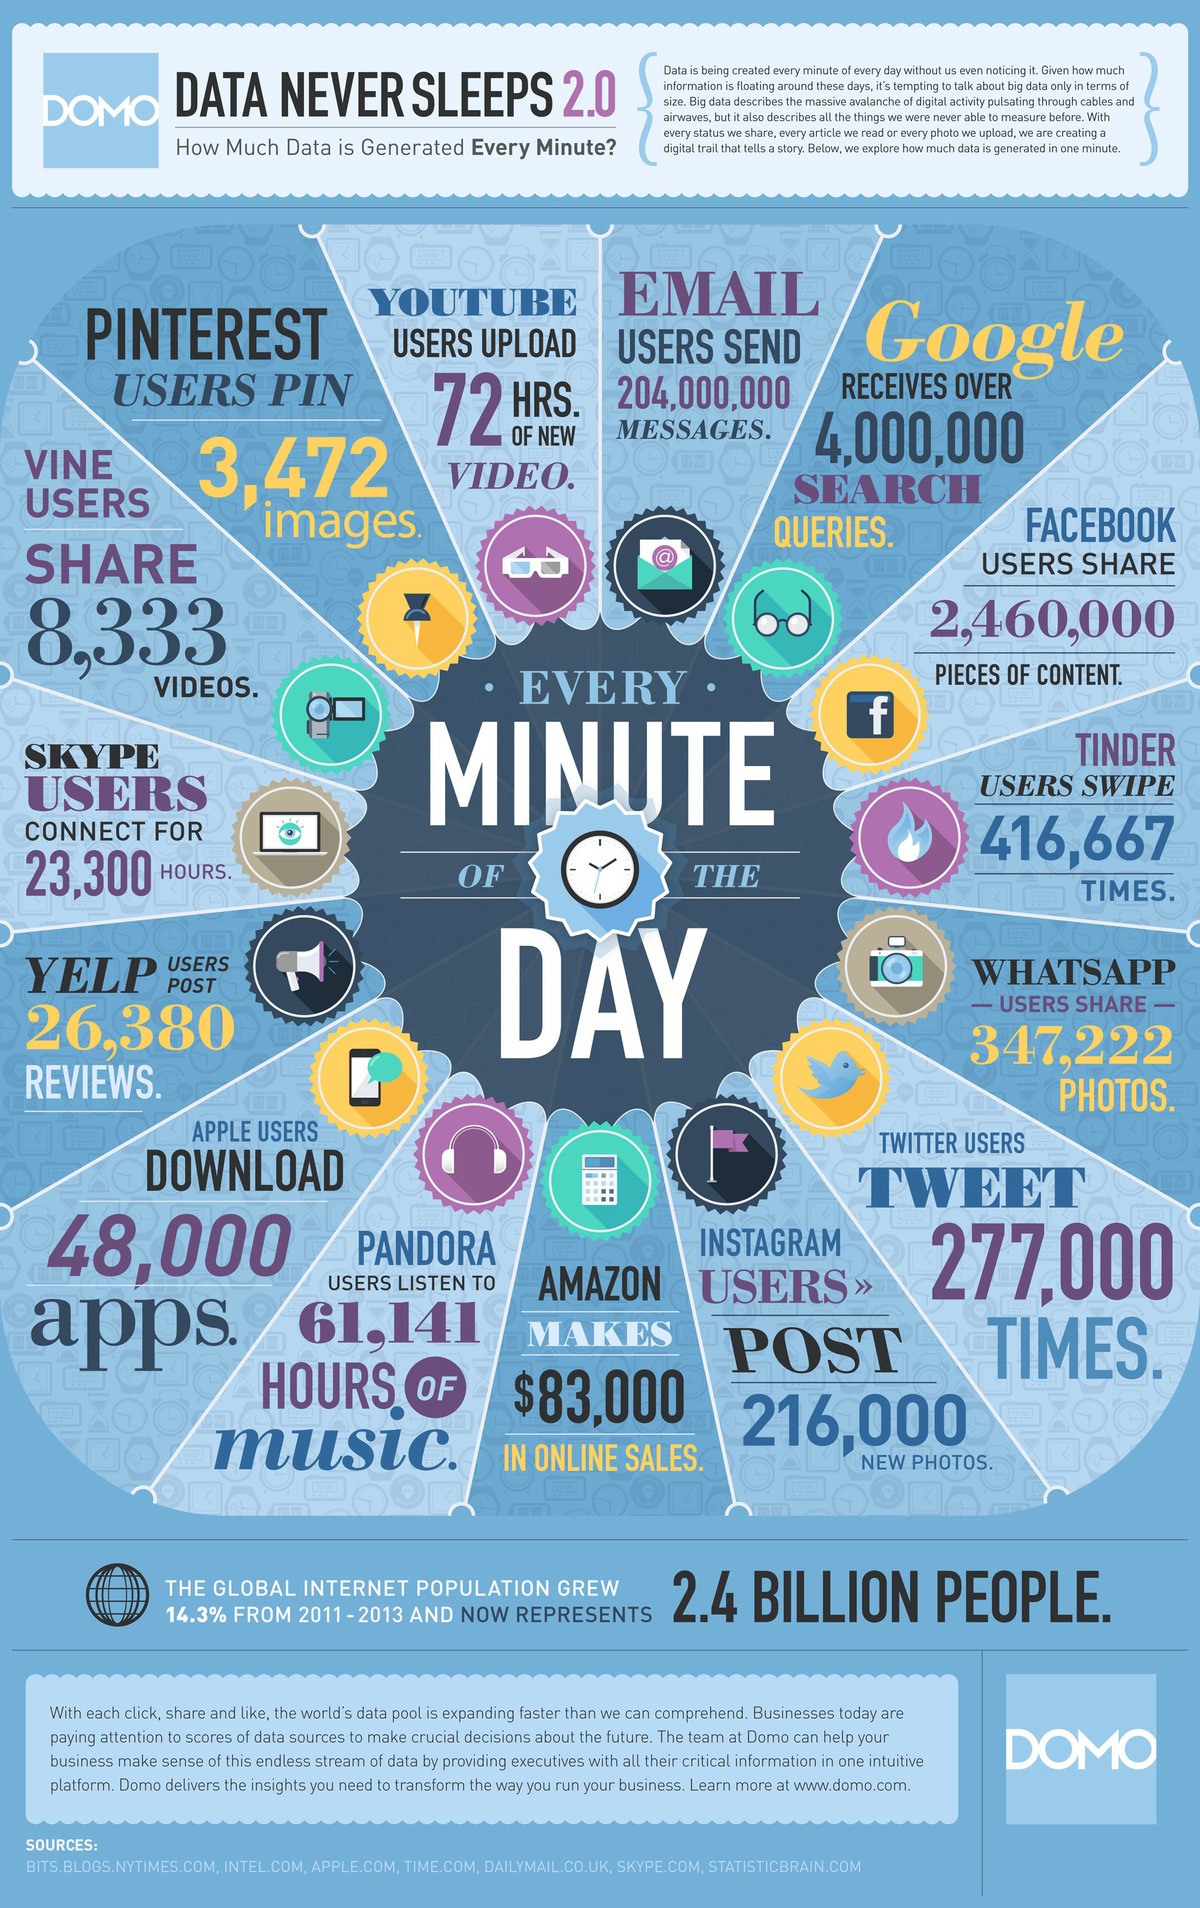 DOMO
DATA NEVER SLEEPS 2.0
How Much Data is Generated Every Minute?
Data is being created every minute of every day without us even noticing it. Given how much
information is floating around these days, it's tempting to talk about big data only in terms of
size. Big data describes the massive avalanche of digital activity pulsating through cables and
airwaves, but it also describes all the things we were never able to measure before. With
every status we share, every article we read or every photo we upload, we are creating a
digital trail that tells a story. Below, we explore how much data is generated in one minute.
PINTEREST
USERS PIN
3,472
images.
YOUTUBE
USERS UPLOAD
72 HRS.
OF NEW
VIDEO.
EMAIL
USERS SEND
204,000,000
MESSAGES.
Google
RECEIVES OVER
4,000,000
SEARCH
QUERIES.
VINE
USERS
SHARE
8,333
VIDEOS.
FACEBOOK
USERS SHARE
2,460,000
PIECES OF CONTENT.
@
f
· EVERY ·
MINUTE
OF THE
DAY
SKYPE
USERS
CONNECT FOR
23,300 HOURS.
TINDER
USERS SWIPE
416,667
TIMES.
YELP USERS
POST
26,380
REVIEWS.
WHATSAPP
— USERS SHARE —
347,222
PHOTOS.
APPLE USERS
DOWNLOAD
48,000
apps.
PANDORA
USERS LISTEN TO
61,141
HOURS OF
music.
AMAZON
MAKES
$83,000
IN ONLINE SALES.
INSTAGRAM
USERS »
POST
216,000
NEW PHOTOS.
TWITTER USERS
TWEET
277,000
TIMES.
THE GLOBAL INTERNET POPULATION GREW
14.3% FROM 2011 - 2013 AND NOW REPRESENTS
2.4 BILLION PEOPLE.
With each click, share and like, the world's data pool is expanding faster than we can comprehend. Businesses today are
paying attention to scores of data sources to make crucial decisions about the future. The team at Domo can help your
business make sense of this endless stream of data by providing executives with all their critical information in one intuitive
platform. Domo delivers the insights you need to transform the way you run your business. Learn more at www.domo.com.
DOMO
SOURCES:
BITS.BLOGS.NYTIMES.COM, INTEL.COM, APPLE.COM, TIME.COM, DAILYMAIL.CO.UK, SKYPE.COM, STATISTICBRAIN.COM